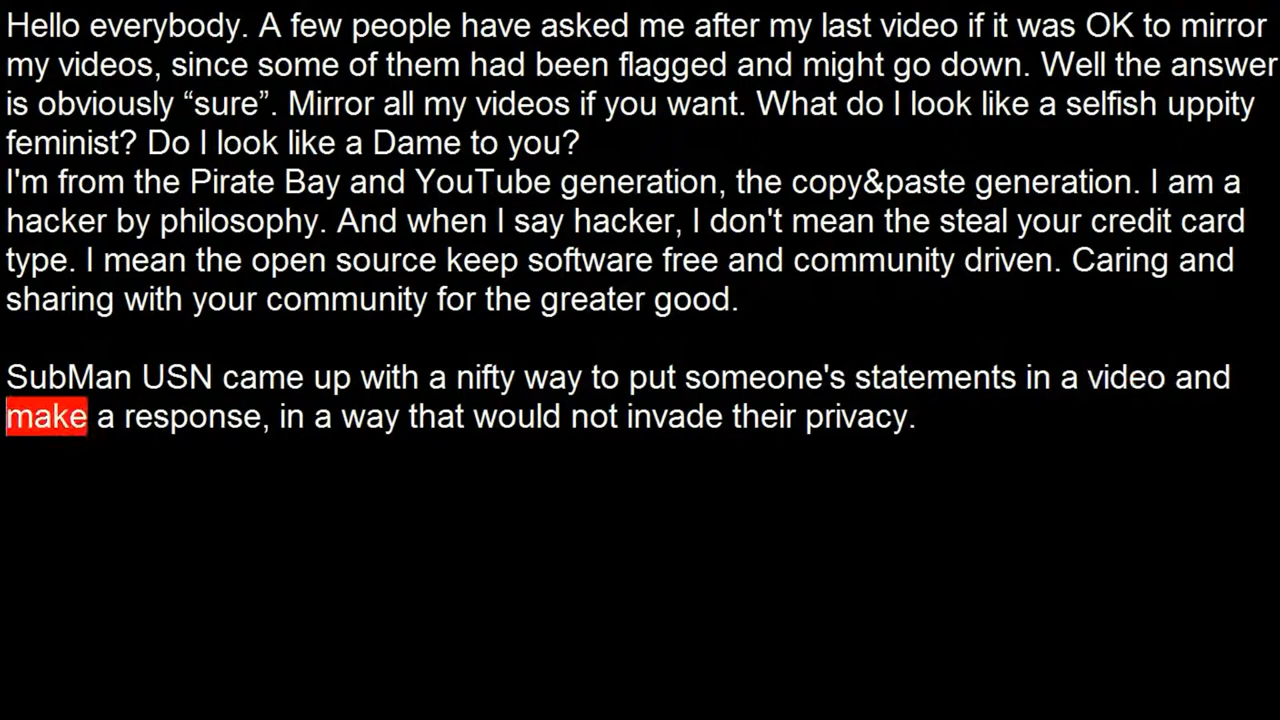 Hello everybody. A few people have asked me after my last video if it was OK to mirror
my videos, since some of them had been flagged and might go down. Well the answer
is obviously “sure”. Mirror all my videos if you want. What do I look like a selfish uppity
feminist? Do I look like a Dame to you?
I'm from the Pirate Bay and YouTube generation, the copy&paste generation. I am a
hacker by philosophy. And when I say hacker, I don't mean the steal your credit card
type. I mean the open source keep software free and community driven. Caring and
sharing with your community for the greater good.
SubMan USN came up with a nifty way to put someone's statements in a video and
make a response, in a way that would not invade their privacy.